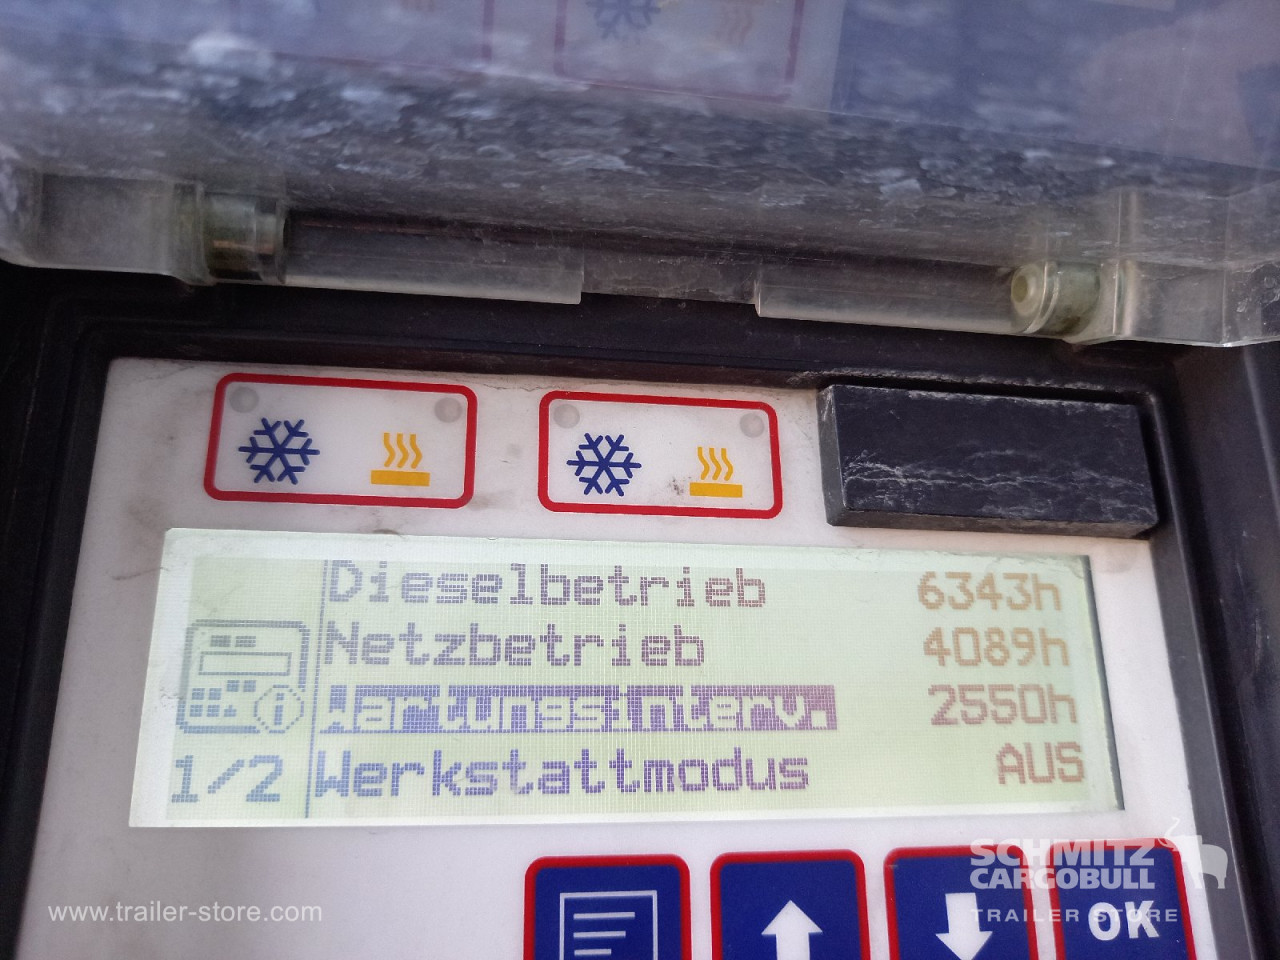 Dieselbetrieb 6343h
Netzbetrieb 4089h
Wartungsinterv. 2550h
1/2 Werkstattmodus AUS
OK
SCHMITZ
CARGOBULL
TRAILER STORE
www.trailer-store.com